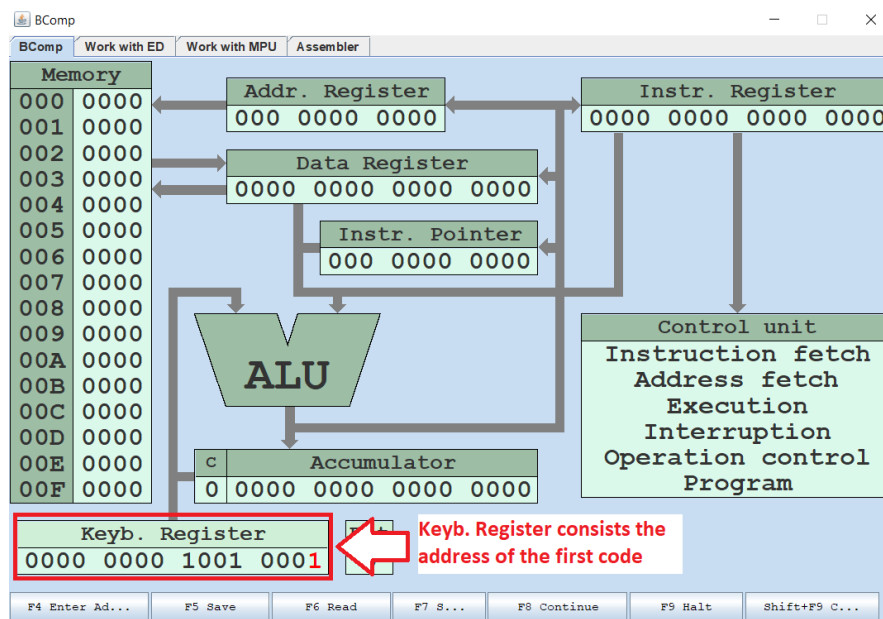 BComp
BComp Work with ED Work with MPU Assembler
Memory
000 0000
001 0000
002 0000
003 0000
004 0000
005 0000
006 0000
007 0000
008 0000
009 0000
00A 0000
00B 0000
00C 0000
00D 0000
00E 0000
00F 0000
Addr. Register
000 0000 0000
Instr. Register
0000 0000 0000 0000
Data Register
0000 0000 0000 0000
Instr. Pointer
000 0000 0000
ALU
Control unit
Instruction fetch
Address fetch
Execution
Interruption
Operation control
Program
C Accumulator
0 0000 0000 0000 0000
Keyb. Register
0000 0000 1001 0001
Keyb. Register consists the
address of the first code
F4 Enter Ad... F5 Save F6 Read F7 S... F8 Continue F9 Halt Shift+F9 C...